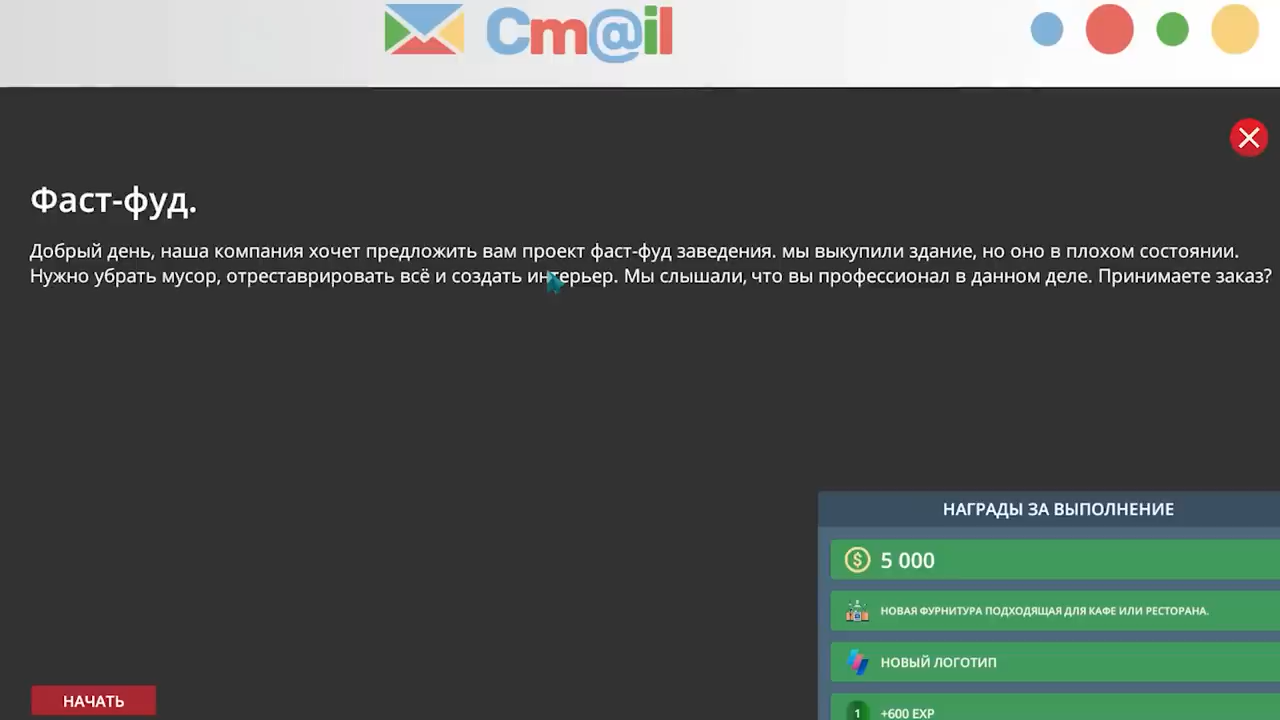 Cm@il
Фаст-фуд.
Добрый день, наша компания хочет предложить вам проект фаст-фуд заведения. мы выкупили здание, но оно в плохом состоянии.
Нужно убрать мусор, отреставрировать всё и создать интерьер. Мы слышали, что вы профессионал в данном деле. Принимаете заказ?
НАГРАДЫ ЗА ВЫПОЛНЕНИЕ
5 000
НОВАЯ ФУРНИТУРА ПОДХОДЯЩАЯ ДЛЯ КАФЕ ИЛИ РЕСТОРАНА.
НОВЫЙ ЛОГОТИП
1 +600 EXP
НАЧАТЬ